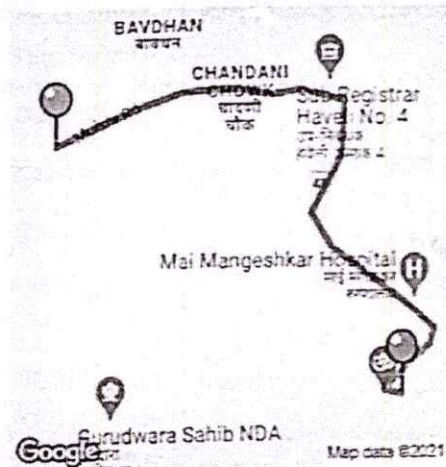 BAVDHAN
बावधन
CHANDANI
CHOWK
चांदणी
चौक
Sub Registrar
Haveli No. 4
Mai Mangeshkar Hospital
H
Gurudwara Sahib NDA
Google
Map data ©2021